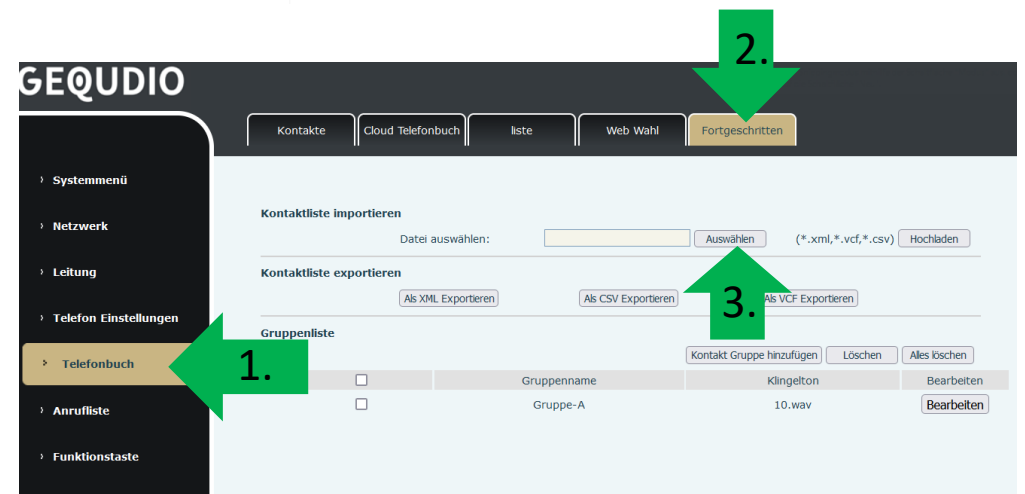 2.
GEQUDIO
Kontakte Cloud Telefonbuch liste Web Wahl Fortgeschritten
› Systemmenü
Kontaktliste importieren
› Netzwerk
Datei auswählen: Auswählen (*.xml,*.vcf,*.csv) Hochladen
› Leitung
Kontaktliste exportieren
Als XML Exportieren Als CSV Exportieren Als VCF Exportieren
3.
› Telefon Einstellungen
Gruppenliste
Kontakt Gruppe hinzufügen Löschen Alles löschen
› Telefonbuch
1.
Gruppenname Klingelton Bearbeiten
Gruppe-A 10.wav Bearbeiten
› Anrufliste
› Funktionstaste